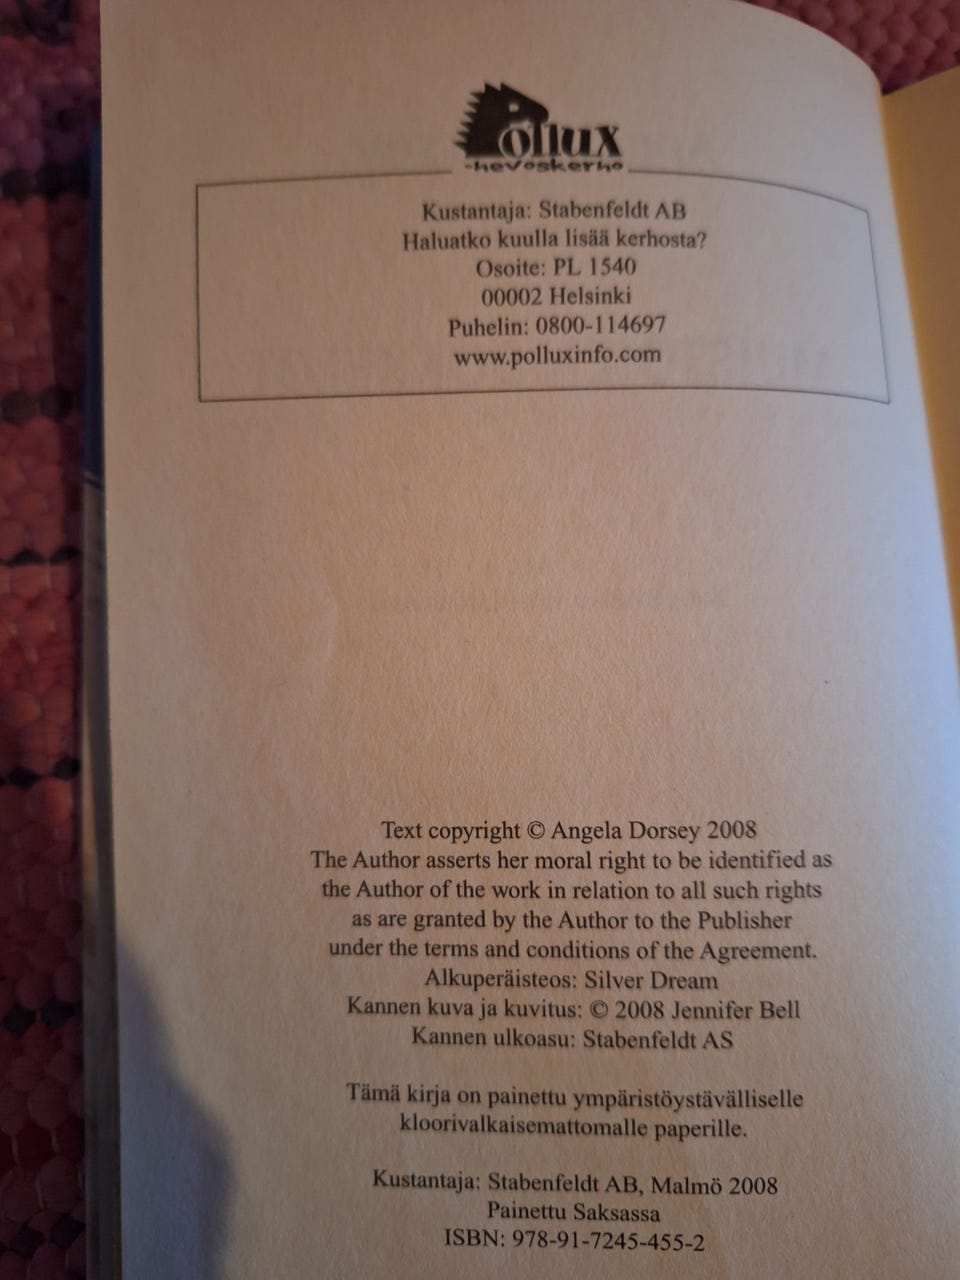 Pollux
-hevoskerho
Kustantaja: Stabenfeldt AB
Haluatko kuulla lisää kerhosta?
Osoite: PL 1540
00002 Helsinki
Puhelin: 0800-114697
www.polluxinfo.com
Text copyright © Angela Dorsey 2008
The Author asserts her moral right to be identified as
the Author of the work in relation to all such rights
as are granted by the Author to the Publisher
under the terms and conditions of the Agreement.
Alkuperäisteos: Silver Dream
Kannen kuva ja kuvitus: © 2008 Jennifer Bell
Kannen ulkoasu: Stabenfeldt AS
Tämä kirja on painettu ympäristöystävälliselle
kloorivalkaisemattomalle paperille.
Kustantaja: Stabenfeldt AB, Malmö 2008
Painettu Saksassa
ISBN: 978-91-7245-455-2